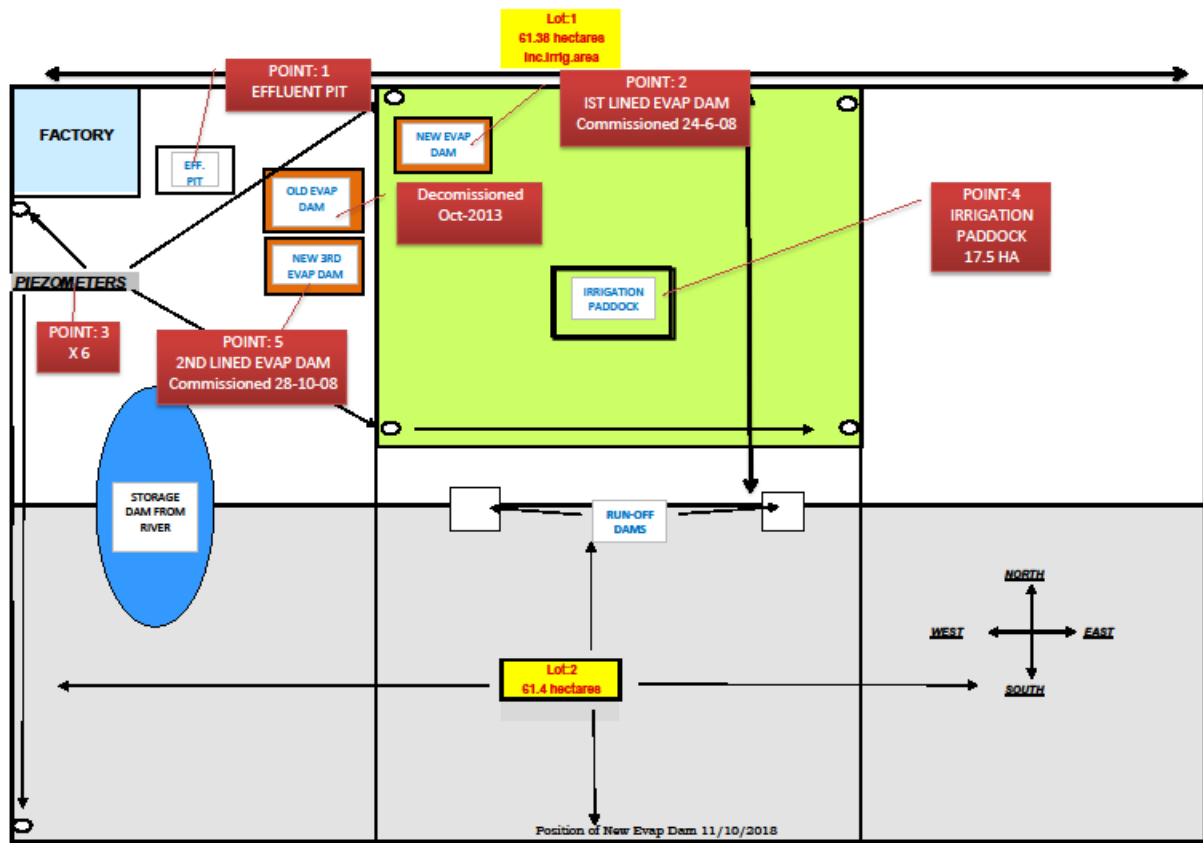 Lot:1
61.38 hectares
inc.irrig.area
POINT: 1
EFFLUENT PIT
POINT: 2
IST LINED EVAP DAM
Commissioned 24-6-08
FACTORY
EFF.
PIT
NEW EVAP
DAM
OLD EVAP
DAM
Decomissioned
Oct-2013
POINT:4
IRRIGATION
PADDOCK
17.5 HA
NEW 3RD
EVAP DAM
PIEZOMETERS
IRRIGATION
PADDOCK
POINT: 3
X 6
POINT: 5
2ND LINED EVAP DAM
Commissioned 28-10-08
STORAGE
DAM FROM
RIVER
RUN-OFF
DAMS
NORTH
WEST
EAST
SOUTH
Lot:2
61.4 hectares
Position of New Evap Dam 11/10/2018